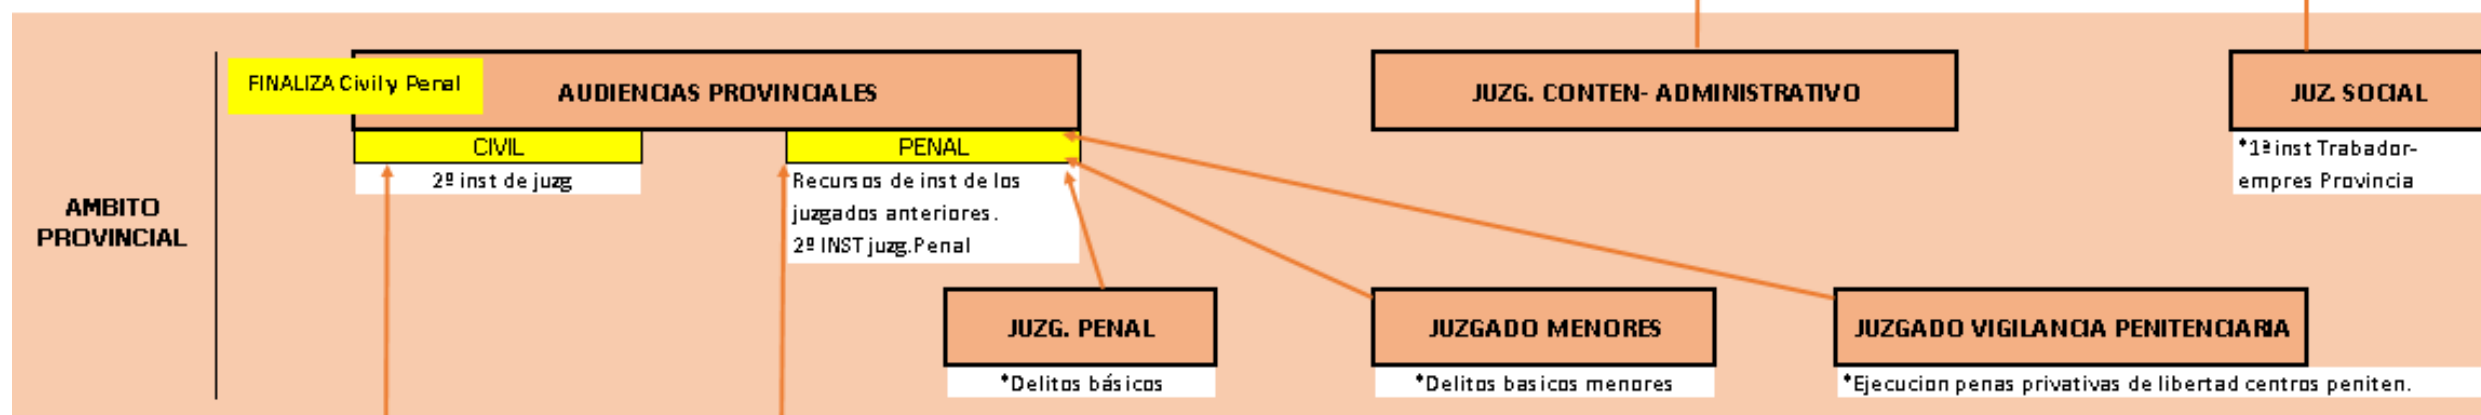 FINALIZA Civil y Penal
AUDIENCIAS PROVINCIALES
JUZG. CONTEN- ADMINISTRATIVO
JUZ. SOCIAL
CIVIL
PENAL
*1ª inst Trabador-
empres Provincia
2º inst de juzg
Recursos de inst de los
juzgados anteriores.
2º INST juzg.Penal
AMBITO
PROVINCIAL
JUZG. PENAL
JUZGADO MENORES
JUZGADO VIGILANCIA PENITENCIARIA
*Delitos básicos
*Delitos basicos menores
*Ejecucion penas privativas de libertad centros peniten.